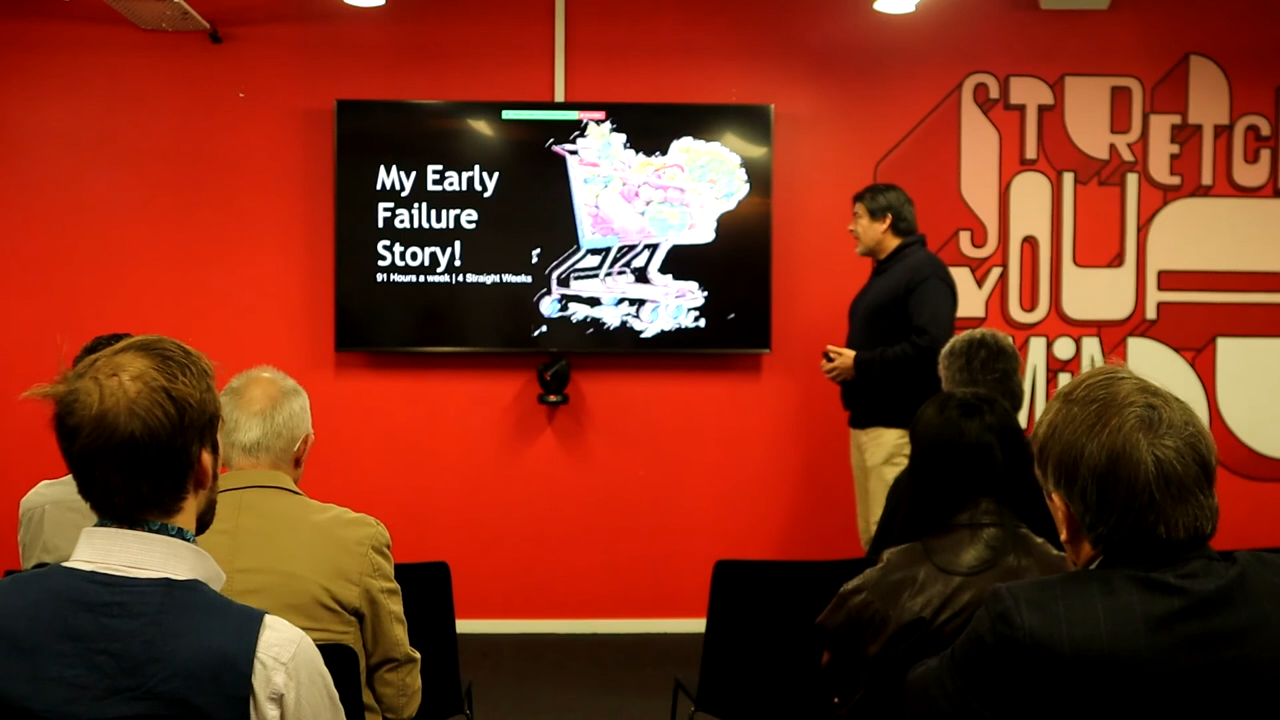 My Early
Failure
Story!
91 Hours a week | 4 Straight Weeks
STRETCH
YOUR
MIND